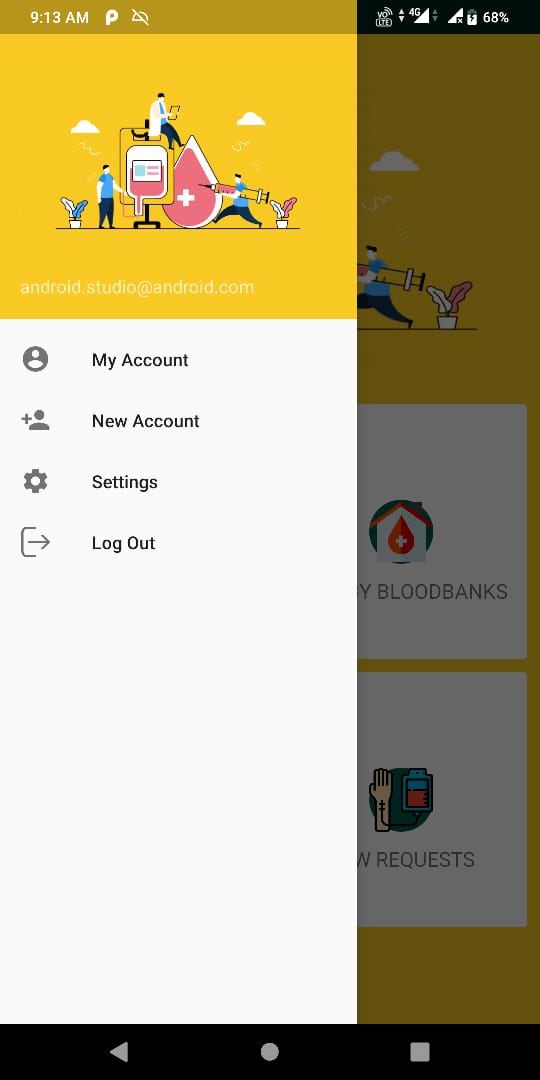 9:13 AM
VO LTE 4G 68%
android.studio@android.com
My Account
New Account
Settings
Log Out
Y BLOODBANKS
W REQUESTS